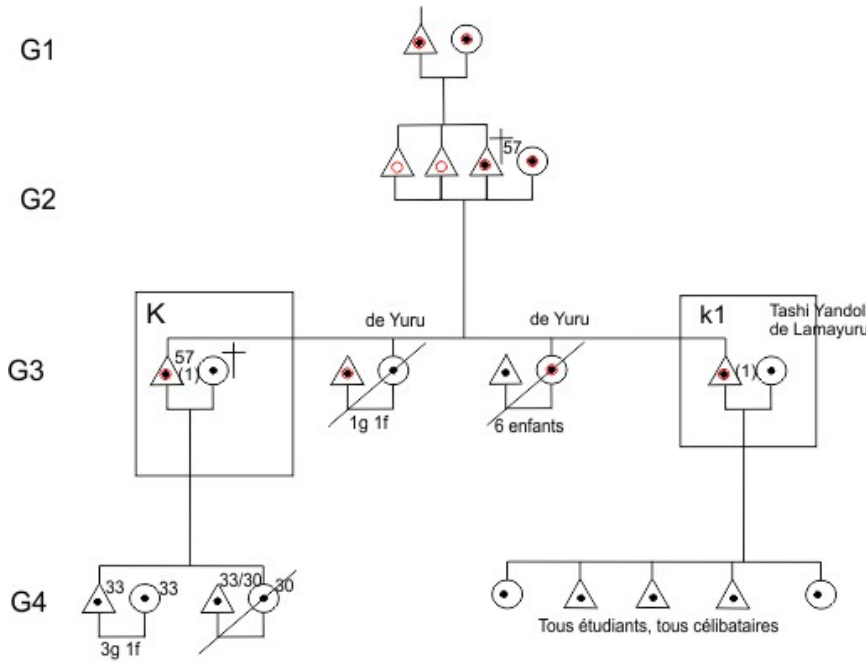 G1
57
G2
K
de Yuru
de Yuru
k1
Tashi Yandol
de Lamayuru
G3
57
(1)
(1)
1g 1f
6 enfants
G4
33
33
33/30
30
3g 1f
Tous étudiants, tous célibataires